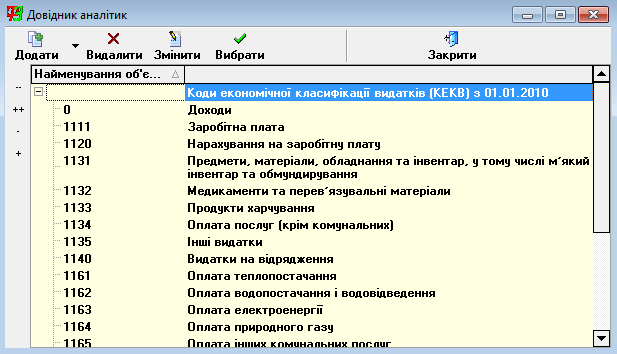 Довідник аналітик
Додати Видалити Змінити Вибрати Закрити
Найменування об'є...
Коди економічної класифікації видатків (КЕКВ) з 01.01.2010
0 Доходи
1111 Заробітна плата
1120 Нарахування на заробітну плату
1131 Предмети, матеріали, обладнання та інвентар, у тому числі м´який
інвентар та обмундирування
1132 Медикаменти та перев´язувальні матеріали
1133 Продукти харчування
1134 Оплата послуг (крім комунальних)
1135 Інші видатки
1140 Видатки на відрядження
1161 Оплата теплопостачання
1162 Оплата водопостачання і водовідведення
1163 Оплата електроенергії
1164 Оплата природного газу
1165 Оплата інших комунальних послуг